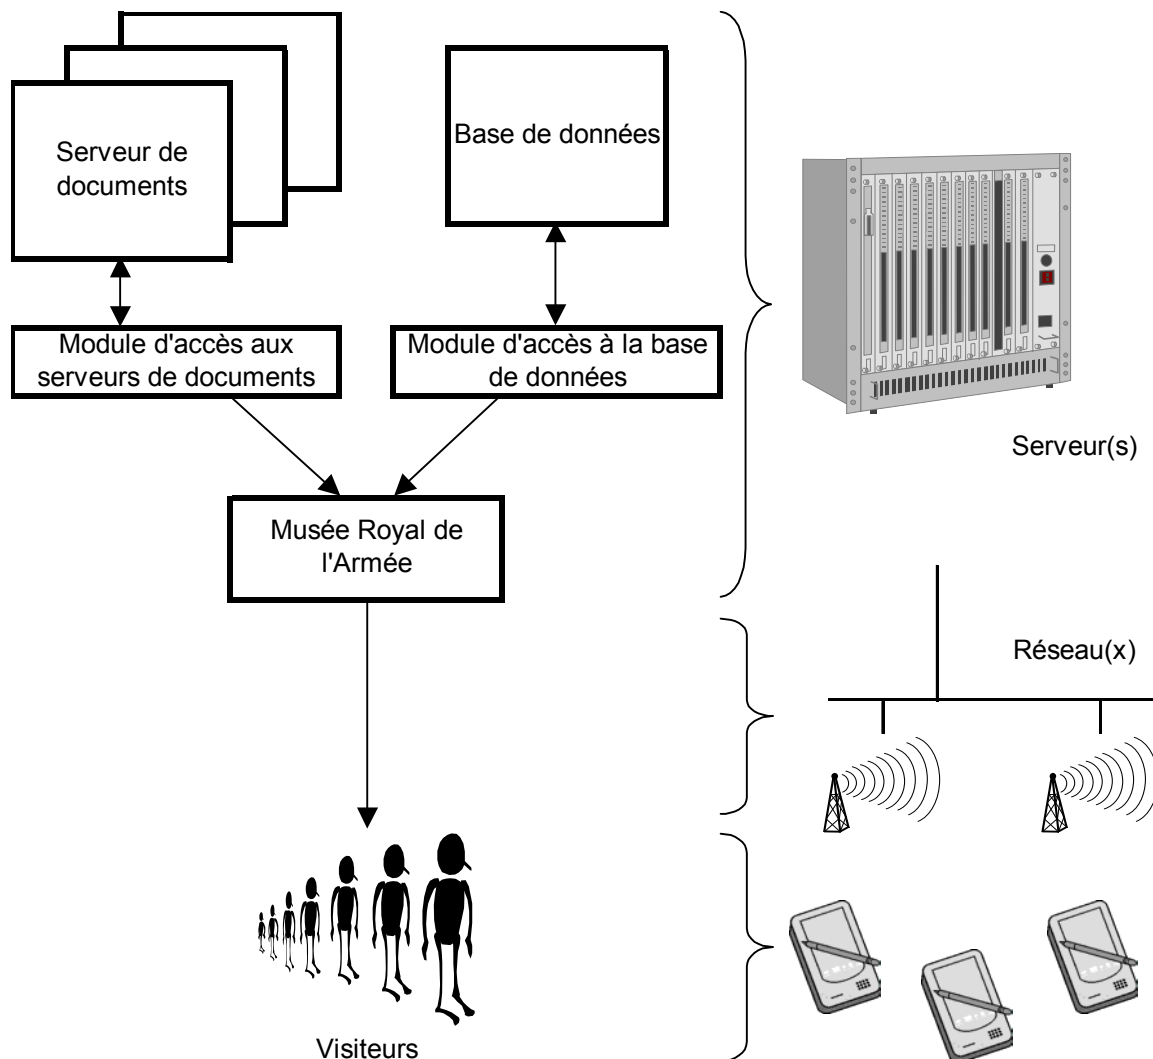 Serveur de
documents
Base de données
Module d'accès aux
serveurs de documents
Module d'accès à la base
de données
Serveur(s)
Musée Royal de
l'Armée
Réseau(x)
Visiteurs